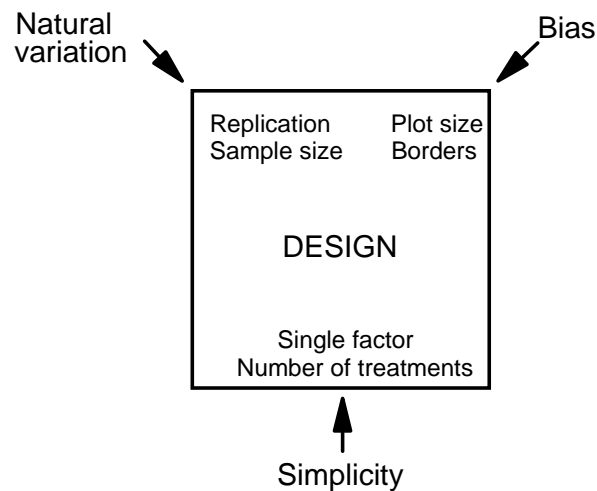 Natural
variation
Bias
Replication
Sample size
Plot size
Borders
DESIGN
Single factor
Number of treatments
Simplicity